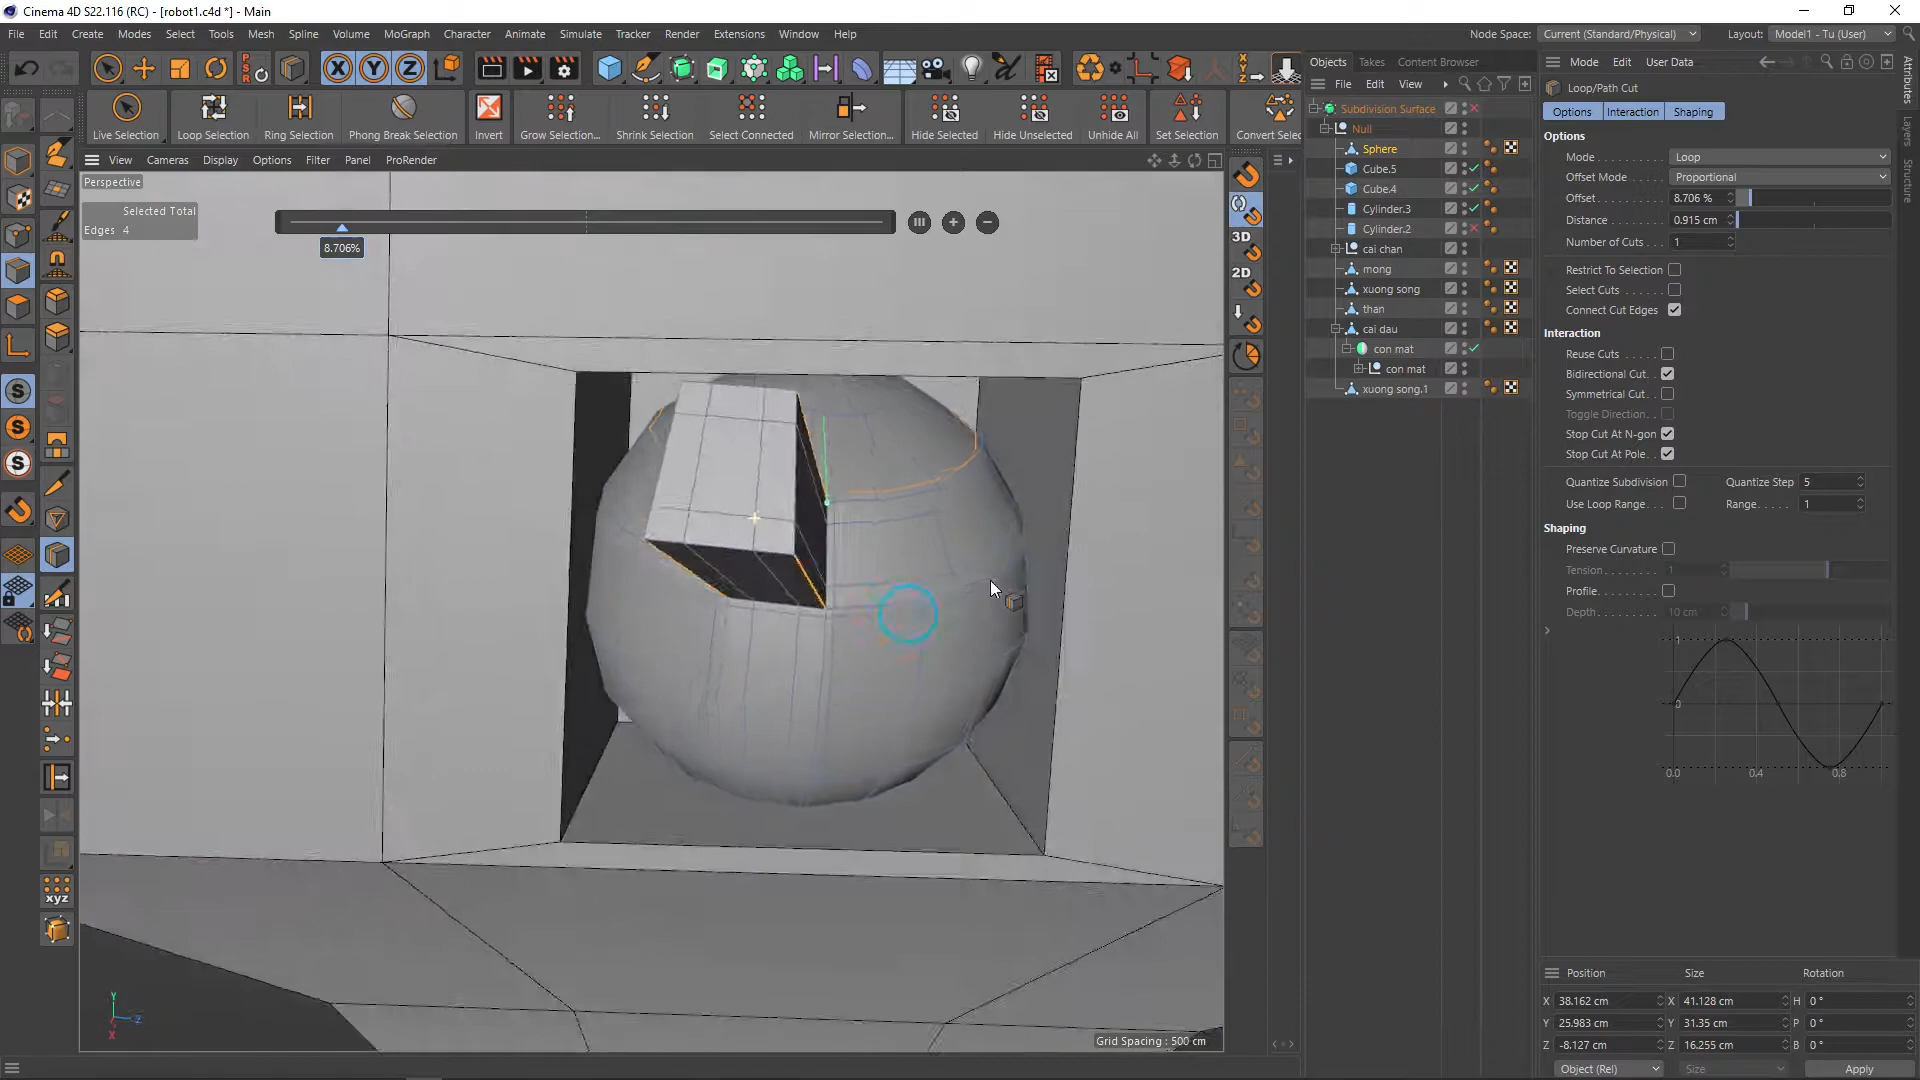 Cinema 4D S22.116 (RC) - [robot1.c4d *] - Main
File Edit Create Modes Select Tools Mesh Spline Volume MoGraph Character Animate Simulate Tracker Render Extensions Window Help
Node Space: Current (Standard/Physical) Layout: Model1 - Tu (User)
PSR
X Y Z
Live Selection Loop Selection Ring Selection Phong Break Selection Invert Grow Selection... Shrink Selection Select Connected Mirror Selection... Hide Selected Hide Unselected Unhide All Set Selection Convert Selec
View Cameras Display Options Filter Panel ProRender
Perspective
Selected Total
Edges 4
8.706%
3D
2D
S
S
S
xyz
Y
Z
X
Grid Spacing : 500 cm
Objects Takes Content Browser
File Edit View
Subdivision Surface
Null
Sphere
Cube.5
Cube.4
Cylinder.3
Cylinder.2
cai chan
mong
xuong song
than
cai dau
con mat
con mat
xuong song.1
Mode Edit User Data
Loop/Path Cut
Options Interaction Shaping
Options
Mode . . . . . . . . . . Loop
Offset Mode . . . . . Proportional
Offset . . . . . . . . . 8.706 %
Distance . . . . . . . 0.915 cm
Number of Cuts . . . 1
Restrict To Selection
Select Cuts . . . . . .
Connect Cut Edges
Interaction
Reuse Cuts . . . . .
Bidirectional Cut. .
Symmetrical Cut. .
Toggle Direction. .
Stop Cut At N-gon
Stop Cut At Pole. .
Quantize Subdivision Quantize Step 5
Use Loop Range. . . Range. . . . . 1
Shaping
Preserve Curvature
Tension. . . . . . . . 1
Profile. . . . . . . . .
Depth. . . . . . . . . 10 cm
1
0
0.0 0.4 0.8
Position Size Rotation
X 38.162 cm X 41.128 cm H 0 °
Y 25.983 cm Y 31.35 cm P 0 °
Z -8.127 cm Z 16.255 cm B 0 °
Object (Rel) Size Apply
Attributes
Layers
Structure